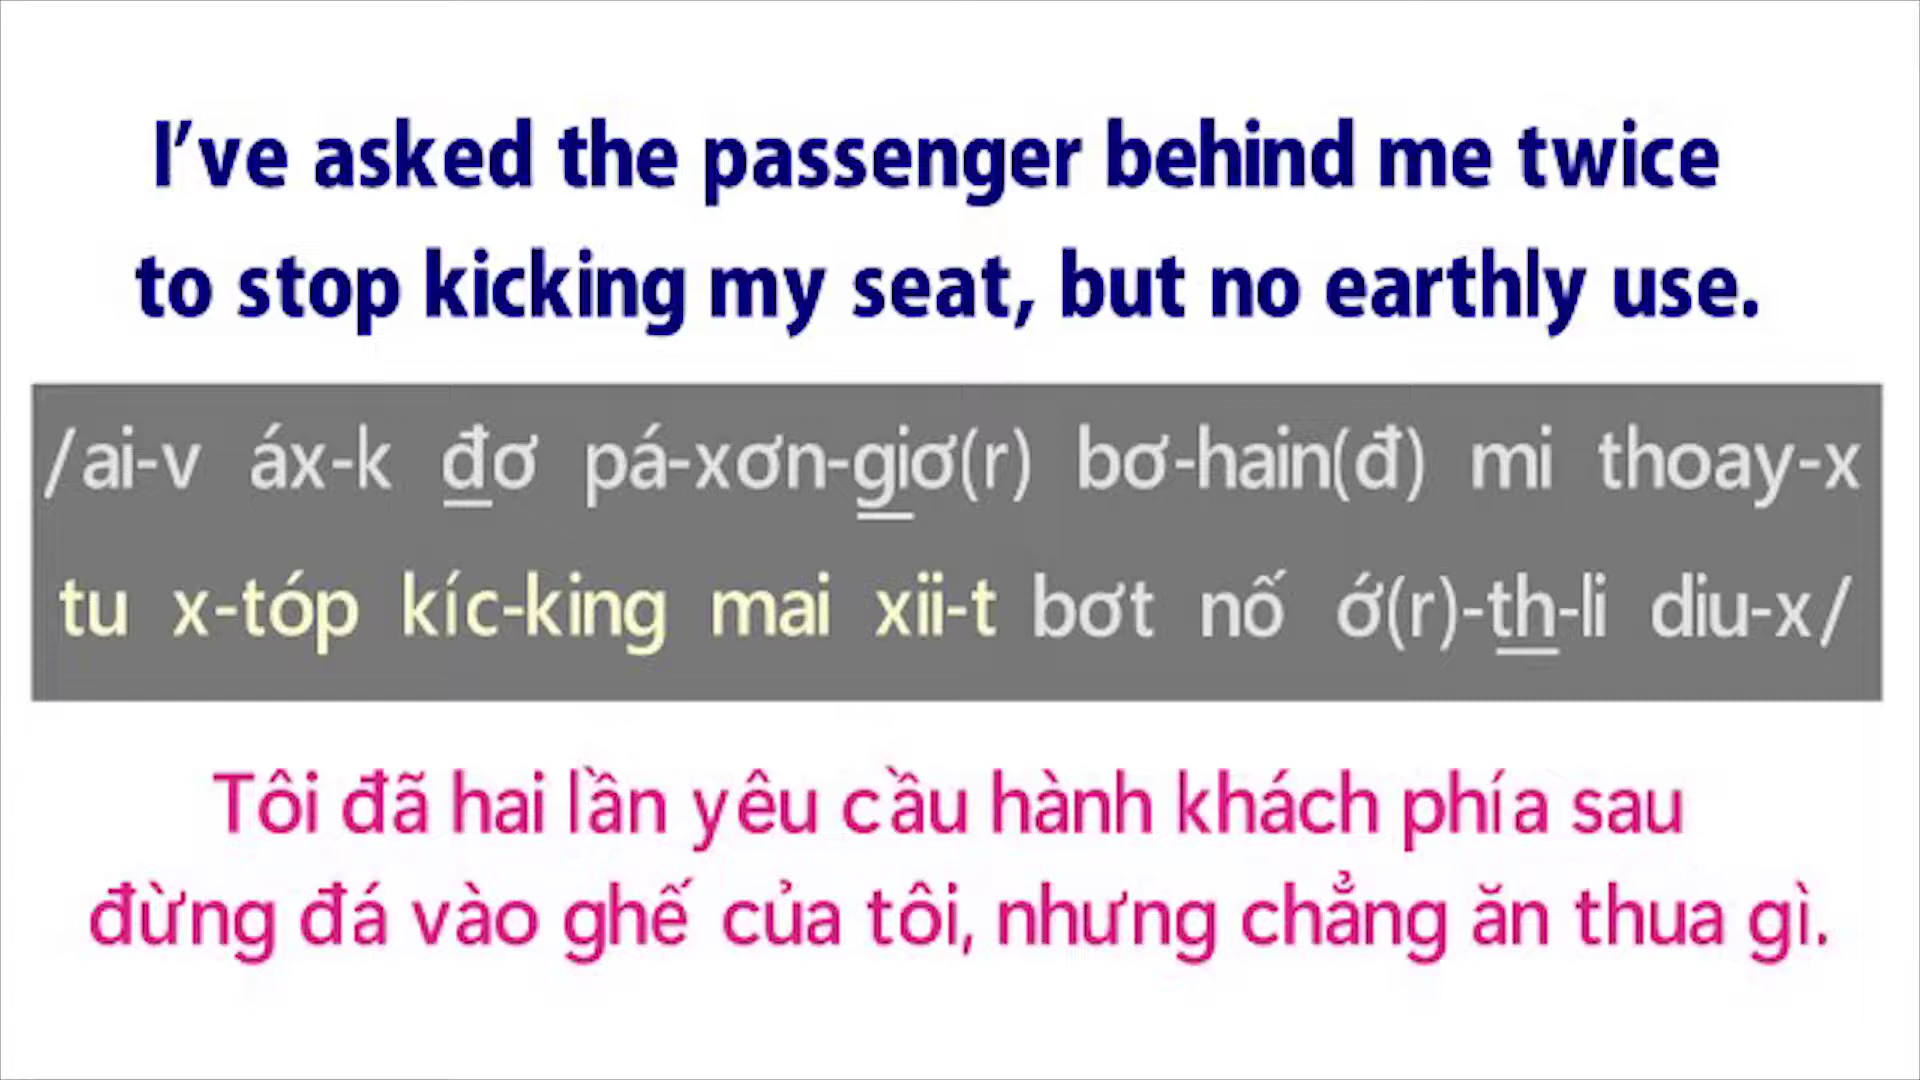 I’ve asked the passenger behind me twice
to stop kicking my seat, but no earthly use.
/ai-v áx-k đơ pá-xơn-giơ(r) bơ-hain(đ) mi thoay-x
tu x-tóp kíc-king mai xii-t bơt nố ớ(r)-th-li diu-x/
Tôi đã hai lần yêu cầu hành khách phía sau
đừng đá vào ghế của tôi, nhưng chẳng ăn thua gì.